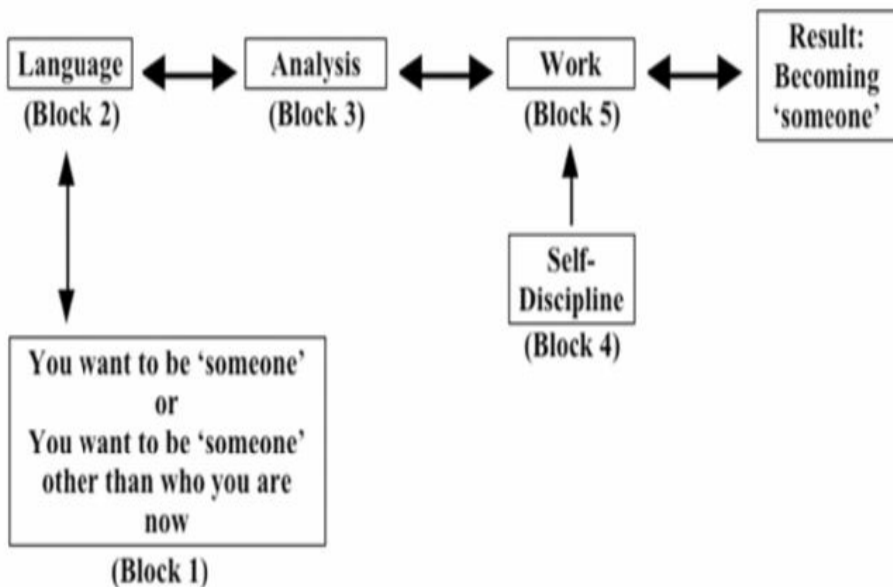 Language
(Block 2)
Analysis
(Block 3)
Work
(Block 5)
Result:
Becoming
‘someone’
Self-
Discipline
(Block 4)
You want to be ‘someone’
or
You want to be ‘someone’
other than who you are
now
(Block 1)